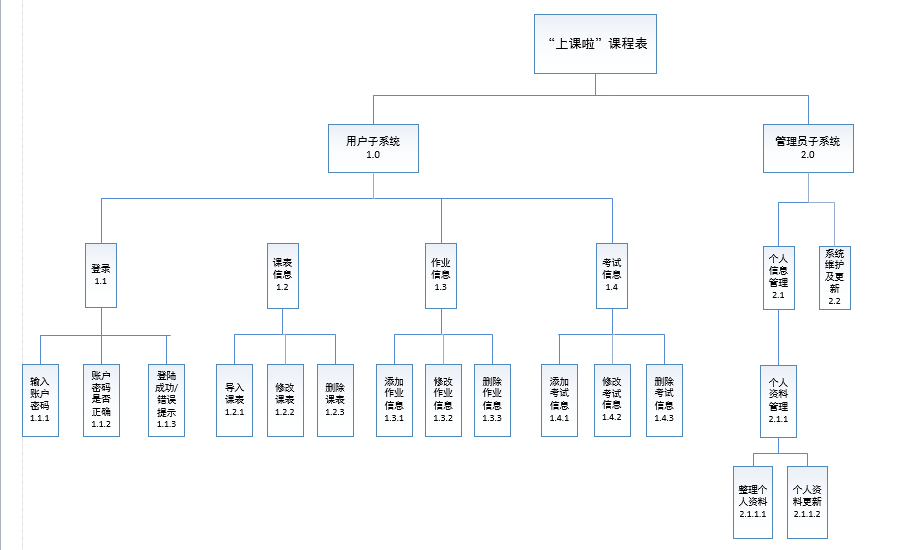 “上课啦”课程表
用户子系统
1.0
管理员子系统
2.0
登录
1.1
课表
信息
1.2
作业
信息
1.3
考试
信息
1.4
个人
信息
管理
2.1
系统
维护
及更
新
2.2
输入
账户
密码
1.1.1
账户
密码
是否
正确
1.1.2
登陆
成功/
错误
提示
1.1.3
导入
课表
1.2.1
修改
课表
1.2.2
删除
课表
1.2.3
添加
作业
信息
1.3.1
修改
作业
信息
1.3.2
删除
作业
信息
1.3.3
添加
考试
信息
1.4.1
修改
考试
信息
1.4.2
删除
考试
信息
1.4.3
个人
资料
管理
2.1.1
整理个
人资料
2.1.1.1
个人资
料更新
2.1.1.2